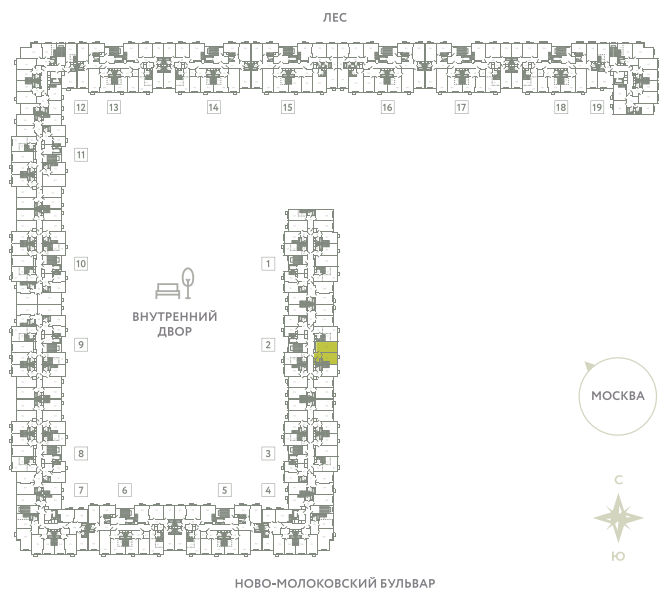 ЛЕС
12 13 14 15 16 17 18 19
11
10 1
ВНУТРЕННИЙ
ДВОР
9 2
МОСКВА
8 3
7 6 5 4
С
Ю
НОВО-МОЛОКОВСКИЙ БУЛЬВАР